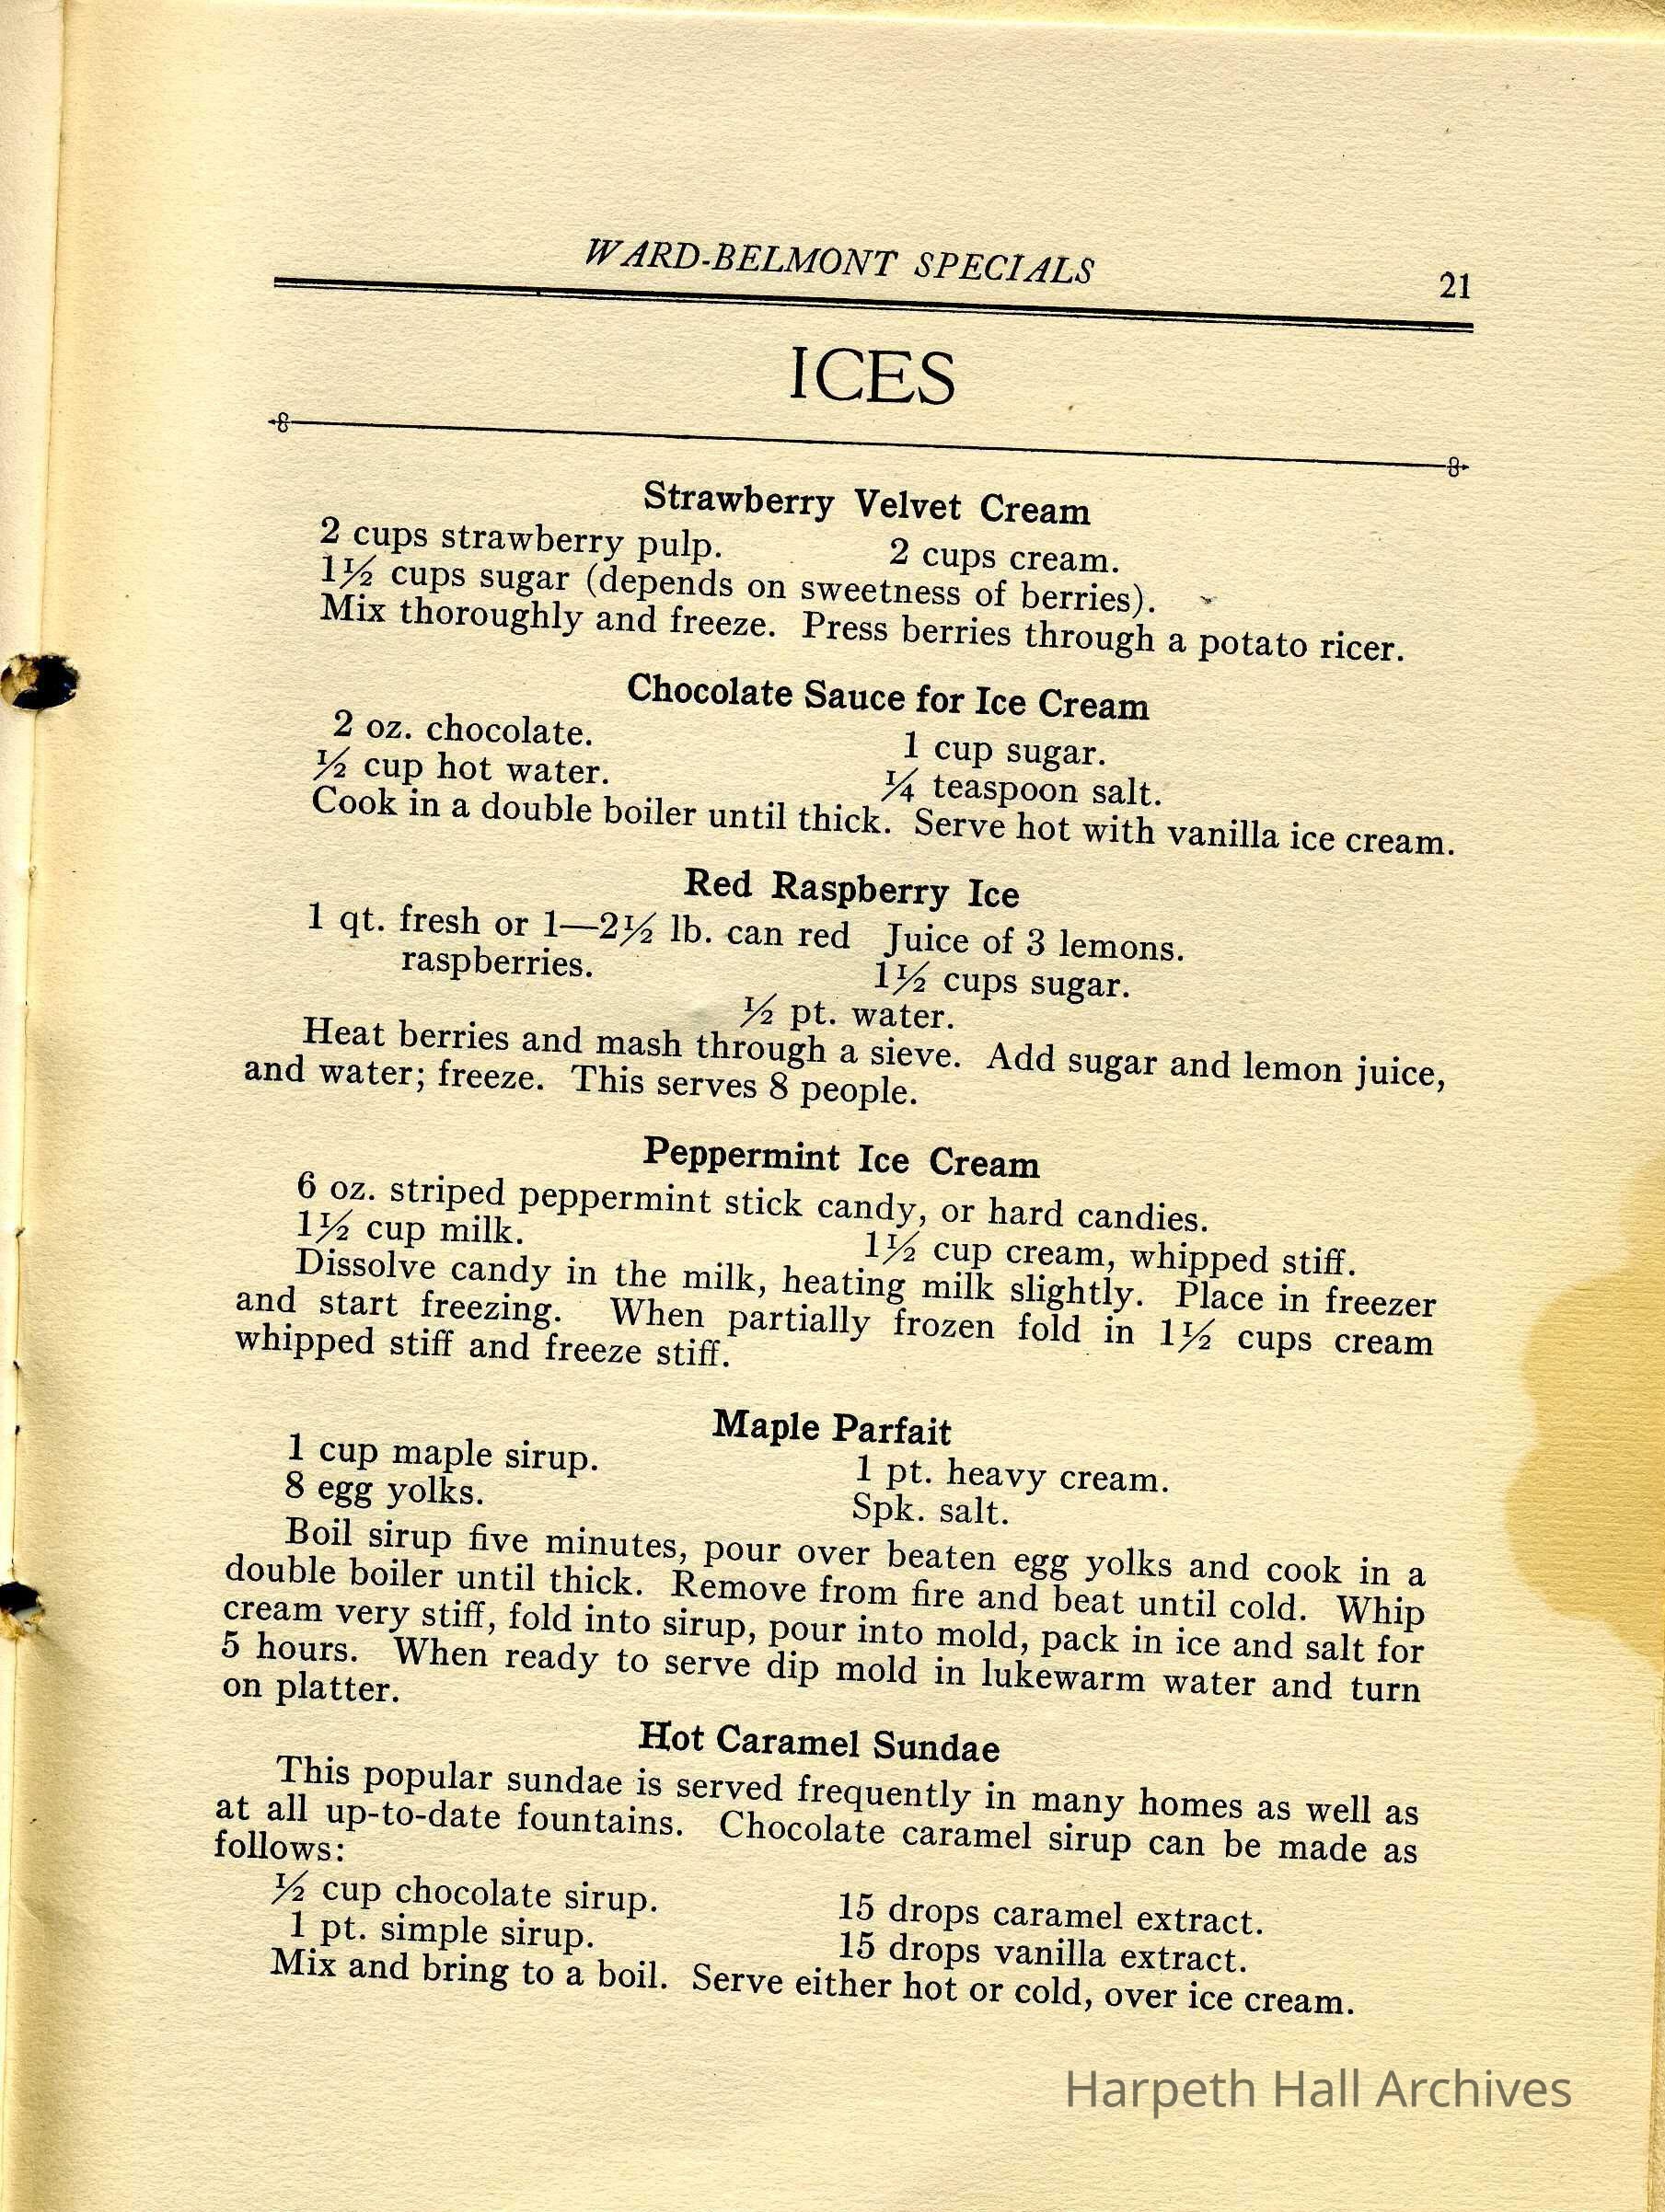 WARD-BELMONT SPECIALS 21
ICES
Strawberry Velvet Cream
2 cups strawberry pulp. 2 cups cream.
1½ cups sugar (depends on sweetness of berries).
Mix thoroughly and freeze. Press berries through a potato ricer.
Chocolate Sauce for Ice Cream
2 oz. chocolate. 1 cup sugar.
½ cup hot water. ¼ teaspoon salt.
Cook in a double boiler until thick. Serve hot with vanilla ice cream.
Red Raspberry Ice
1 qt. fresh or 1—2½ lb. can red Juice of 3 lemons.
raspberries. 1½ cups sugar.
½ pt. water.
Heat berries and mash through a sieve. Add sugar and lemon juice,
and water; freeze. This serves 8 people.
Peppermint Ice Cream
6 oz. striped peppermint stick candy, or hard candies.
1½ cup milk. 1½ cup cream, whipped stiff.
Dissolve candy in the milk, heating milk slightly. Place in freezer
and start freezing. When partially frozen fold in 1½ cups cream
whipped stiff and freeze stiff.
Maple Parfait
1 cup maple sirup. 1 pt. heavy cream.
8 egg yolks. Spk. salt.
Boil sirup five minutes, pour over beaten egg yolks and cook in a
double boiler until thick. Remove from fire and beat until cold. Whip
cream very stiff, fold into sirup, pour into mold, pack in ice and salt for
5 hours. When ready to serve dip mold in lukewarm water and turn
on platter.
Hot Caramel Sundae
This popular sundae is served frequently in many homes as well as
at all up-to-date fountains. Chocolate caramel sirup can be made as
follows:
½ cup chocolate sirup. 15 drops caramel extract.
1 pt. simple sirup. 15 drops vanilla extract.
Mix and bring to a boil. Serve either hot or cold, over ice cream.
Harpeth Hall Archives